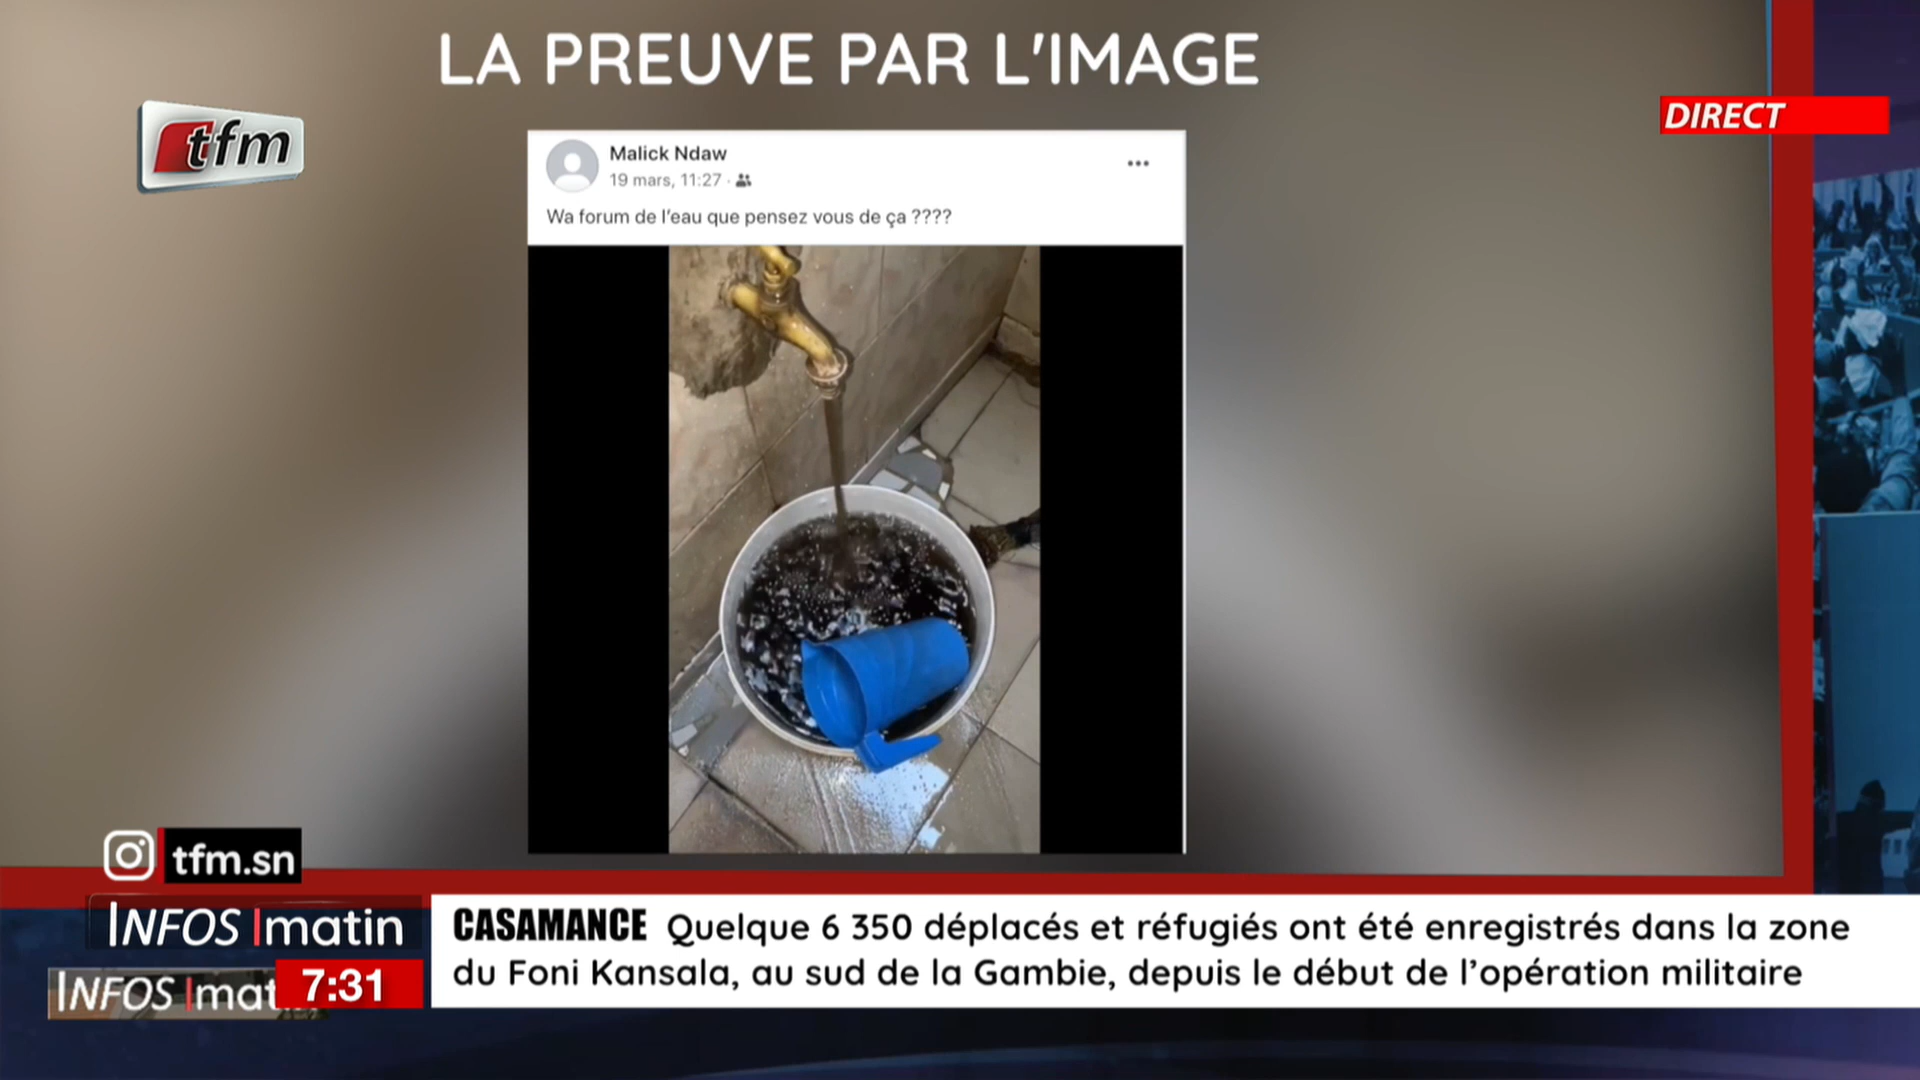 LA PREUVE PAR L'IMAGE
tfm
DIRECT
Malick Ndaw
19 mars, 11:27
Wa forum de l'eau que pensez vous de ça ????
tfm.sn
INFOS matin
CASAMANCE Quelque 6 350 déplacés et réfugiés ont été enregistrés dans la zone
du Foni Kansala, au sud de la Gambie, depuis le début de l'opération militaire
INFOS mat
7:31